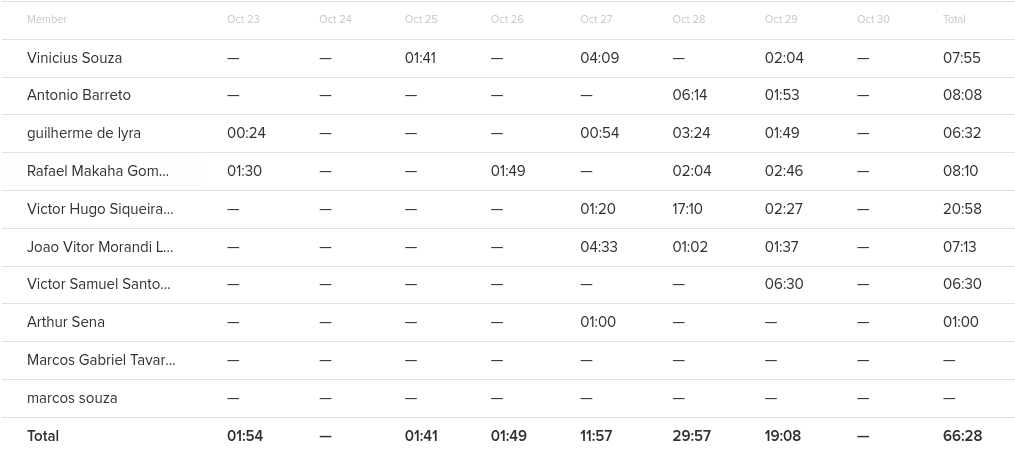 Member Oct 23 Oct 24 Oct 25 Oct 26 Oct 27 Oct 28 Oct 29 Oct 30 Total
Vinicius Souza — — 01:41 — 04:09 — 02:04 — 07:55
Antonio Barreto — — — — — 06:14 01:53 — 08:08
guilherme de lyra 00:24 — — — 00:54 03:24 01:49 — 06:32
Rafael Makaha Gom... 01:30 — — 01:49 — 02:04 02:46 — 08:10
Victor Hugo Siqueira... — — — — 01:20 17:10 02:27 — 20:58
Joao Vitor Morandi L... — — — — 04:33 01:02 01:37 — 07:13
Victor Samuel Santo... — — — — — — 06:30 — 06:30
Arthur Sena — — — — 01:00 — — — 01:00
Marcos Gabriel Tavar... — — — — — — — — —
marcos souza — — — — — — — — —
Total 01:54 — 01:41 01:49 11:57 29:57 19:08 — 66:28